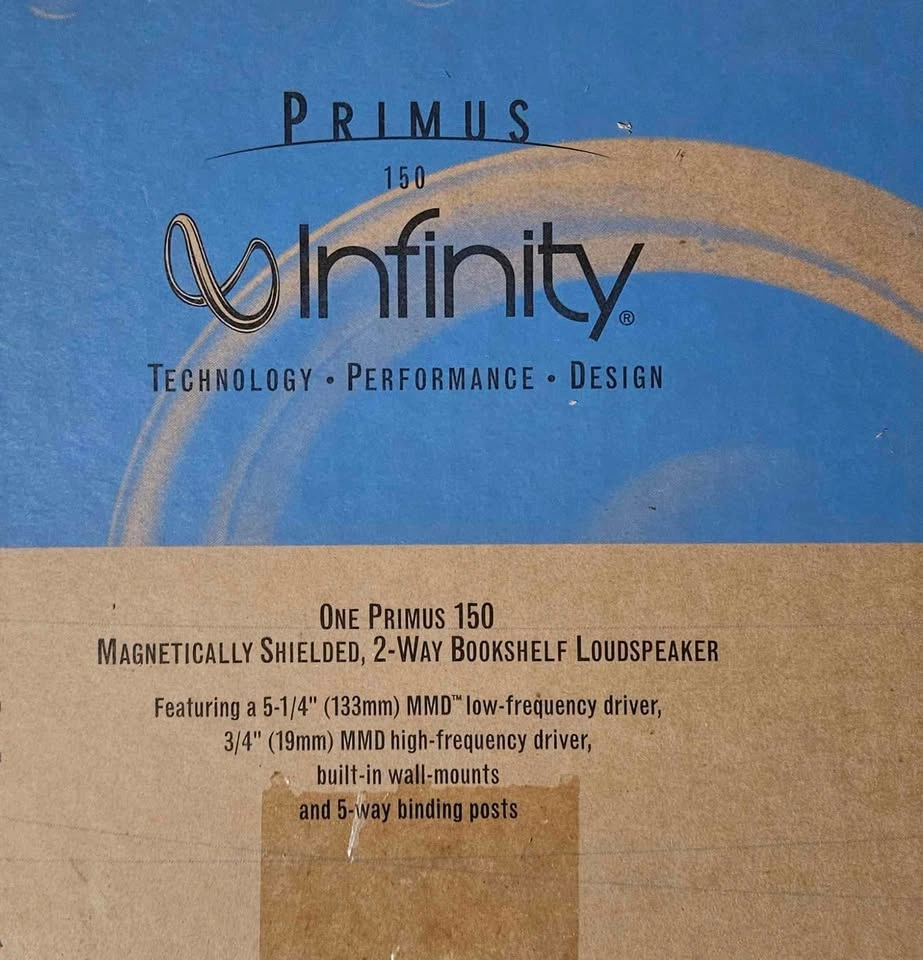 PRIMUS
150
Infinity®
TECHNOLOGY • PERFORMANCE • DESIGN
ONE PRIMUS 150
MAGNETICALLY SHIELDED, 2-WAY BOOKSHELF LOUDSPEAKER
Featuring a 5-1/4" (133mm) MMD™ low-frequency driver,
3/4" (19mm) MMD high-frequency driver,
built-in wall-mounts
and 5-way binding posts